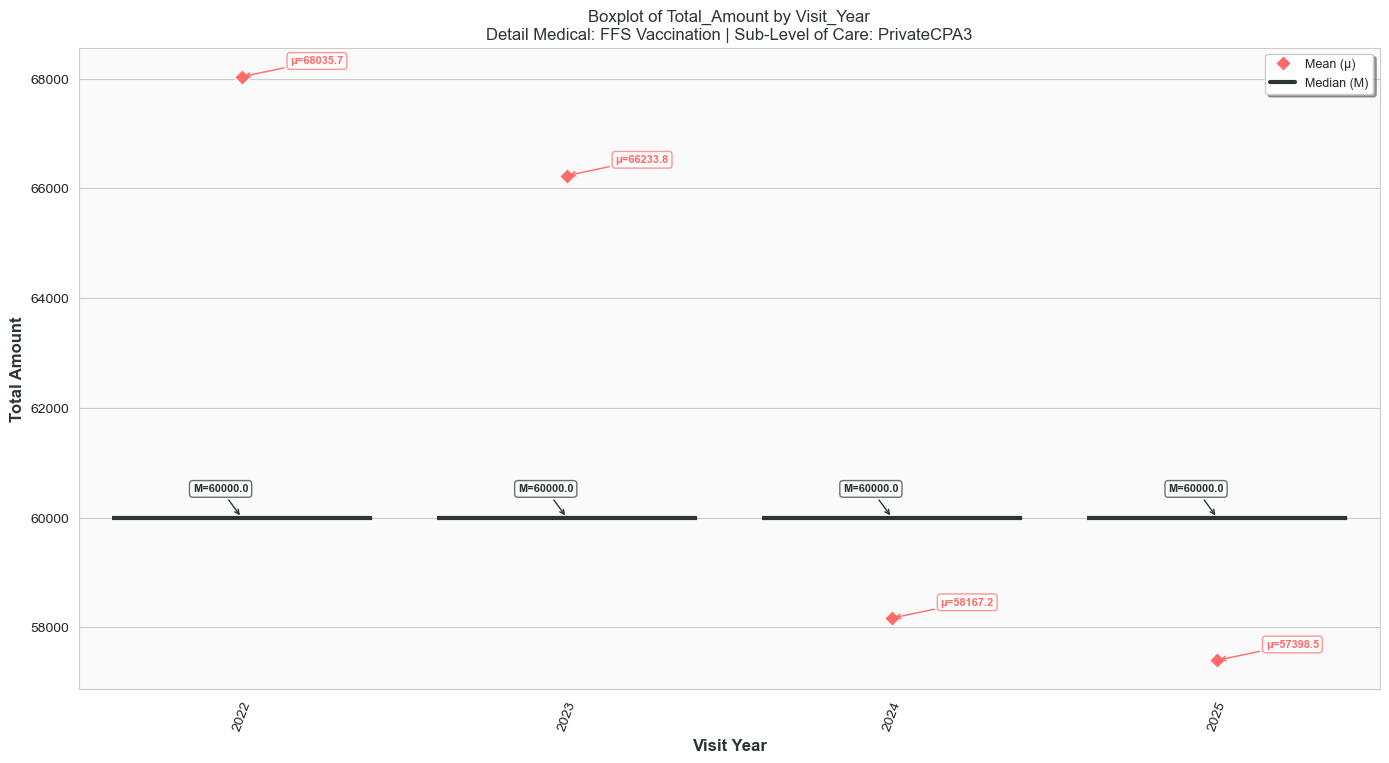 Boxplot of Total_Amount by Visit_Year
Detail Medical: FFS Vaccination | Sub-Level of Care: PrivateCPA3
Mean (μ)
Median (M)
μ=68035.7
μ=66233.8
M=60000.0
M=60000.0
M=60000.0
M=60000.0
μ=58167.2
μ=57398.5
Total Amount
68000
66000
64000
62000
60000
58000
2022
2023
2024
2025
Visit Year